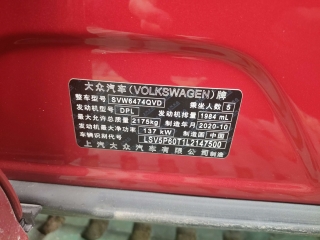 大众汽车(VOLKSWAGEN)牌
整车型号 SVW6474QVD 乘坐人数 5
发动机型号 DPL 发动机排量 1984 mL
最大允许总质量 2175kg 制造年月 2020-10
发动机最大净功率 137 kW 制造国 中国
车辆识别代号 LSV5P60T1L2147500
上汽大众汽车有限公司制造